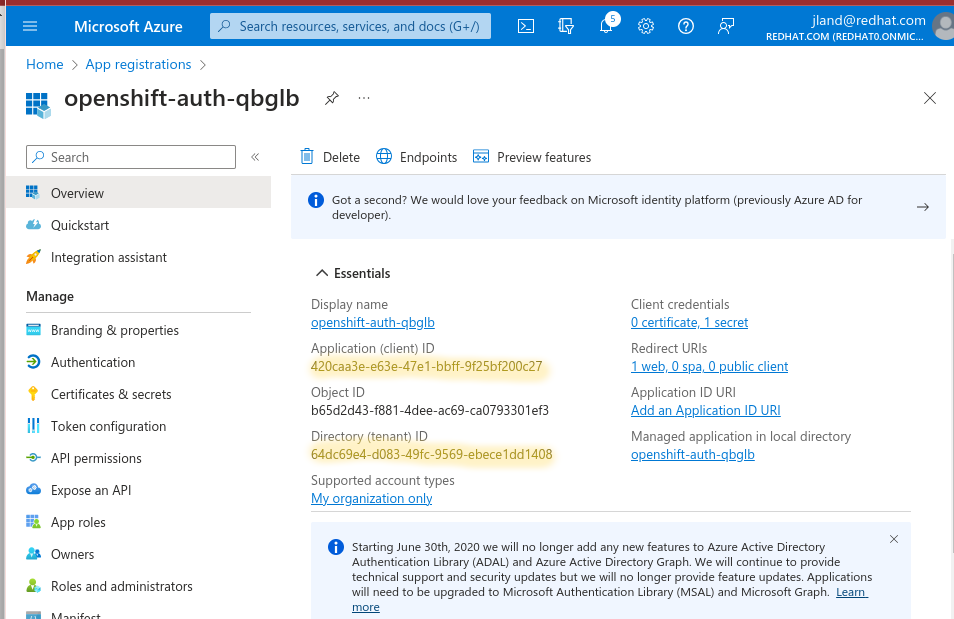 Microsoft Azure
Search resources, services, and docs (G+/)
5
jland@redhat.com
REDHAT.COM (REDHAT0.ONMIC...
Home > App registrations >
openshift-auth-qbglb
...
Search
«
Overview
Quickstart
Integration assistant
Manage
Branding & properties
Authentication
Certificates & secrets
Token configuration
API permissions
Expose an API
App roles
Owners
Roles and administrators
Manifest
Delete
Endpoints
Preview features
Got a second? We would love your feedback on Microsoft identity platform (previously Azure AD for
developer).
Essentials
Display name
openshift-auth-qbglb
Application (client) ID
420caa3e-e63e-47e1-bbff-9f25bf200c27
Object ID
b65d2d43-f881-4dee-ac69-ca0793301ef3
Directory (tenant) ID
64dc69e4-d083-49fc-9569-ebece1dd1408
Supported account types
My organization only
Client credentials
0 certificate, 1 secret
Redirect URIs
1 web, 0 spa, 0 public client
Application ID URI
Add an Application ID URI
Managed application in local directory
openshift-auth-qbglb
Starting June 30th, 2020 we will no longer add any new features to Azure Active Directory
Authentication Library (ADAL) and Azure Active Directory Graph. We will continue to provide
technical support and security updates but we will no longer provide feature updates. Applications
will need to be upgraded to Microsoft Authentication Library (MSAL) and Microsoft Graph. Learn
more